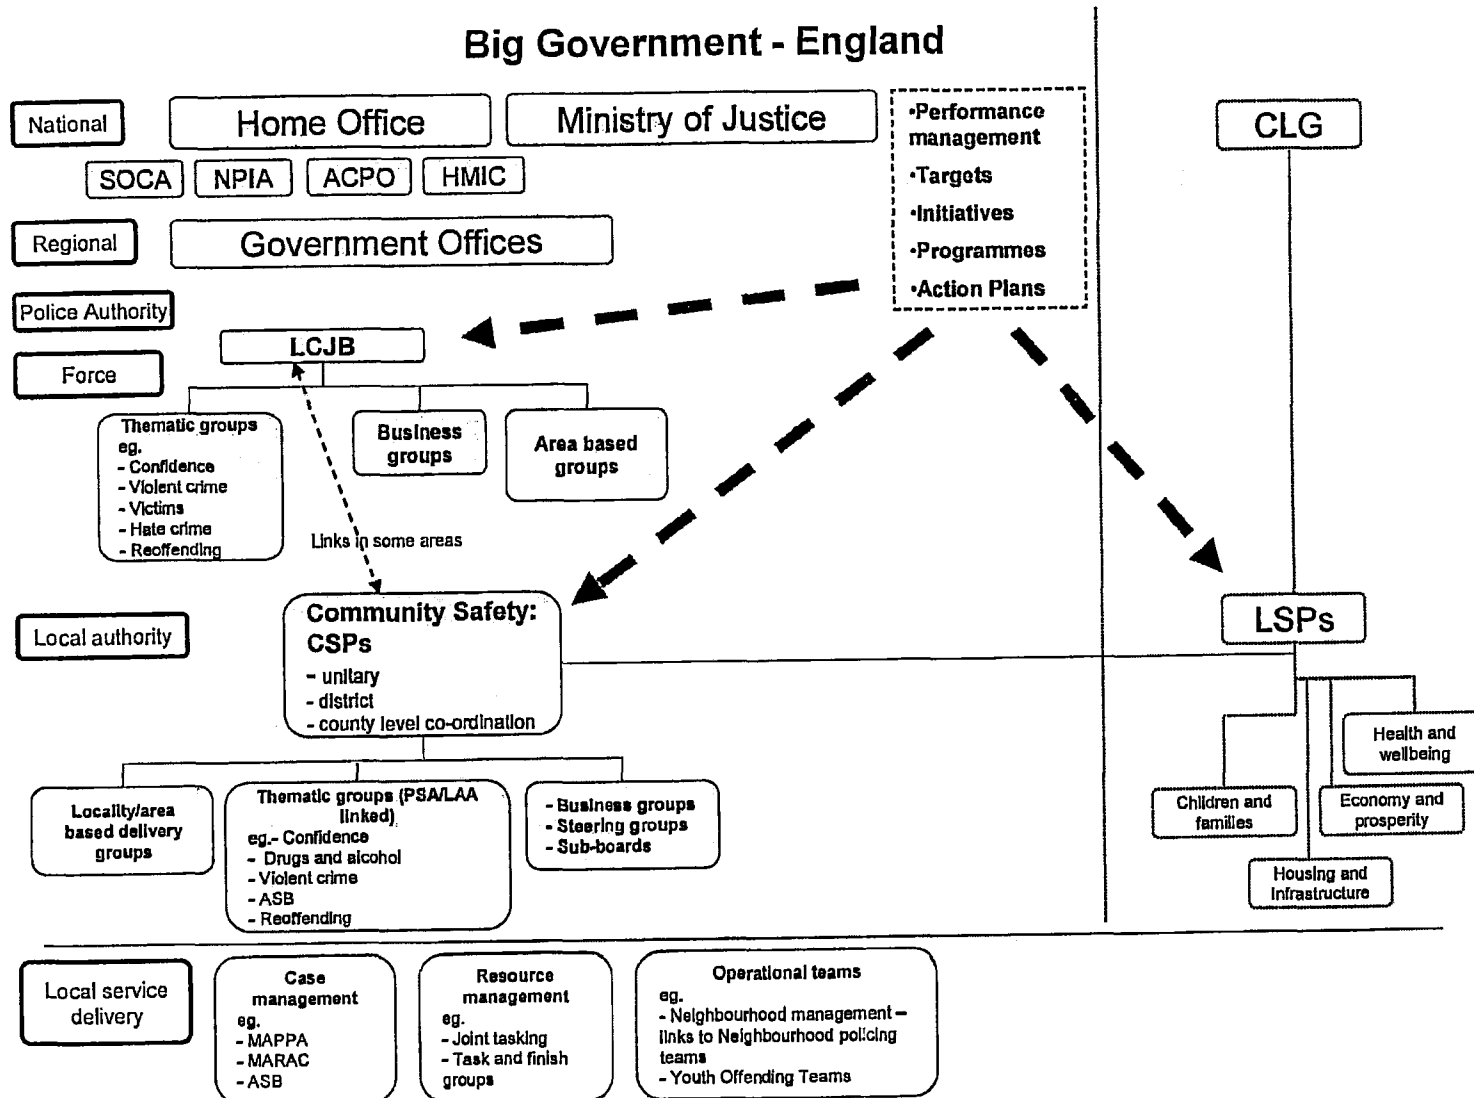 Big Government - England
National
Home Office
Ministry of Justice
SOCA
NPIA
ACPO
HMIC
•Performance
management
•Targets
•Initiatives
•Programmes
•Action Plans
CLG
Regional
Government Offices
Police Authority
LCJB
Force
Thematic groups
eg.
- Confidence
- Violent crime
- Victims
- Hate crime
- Reoffending
Business
groups
Area based
groups
Links in some areas
Local authority
Community Safety:
CSPs
- unitary
- district
- county level co-ordination
LSPs
Health and
wellbeing
Children and
families
Economy and
prosperity
Housing and
Infrastructure
Locality/area
based delivery
groups
Thematic groups (PSA/LAA
linked)
eg.- Confidence
- Drugs and alcohol
- Violent crime
- ASB
- Reoffending
- Business groups
- Steering groups
- Sub-boards
Local service
delivery
Case
management
eg.
- MAPPA
- MARAC
- ASB
Resource
management
eg.
- Joint tasking
- Task and finish
groups
Operational teams
eg.
- Neighbourhood management –
links to Neighbourhood policing
teams
- Youth Offending Teams